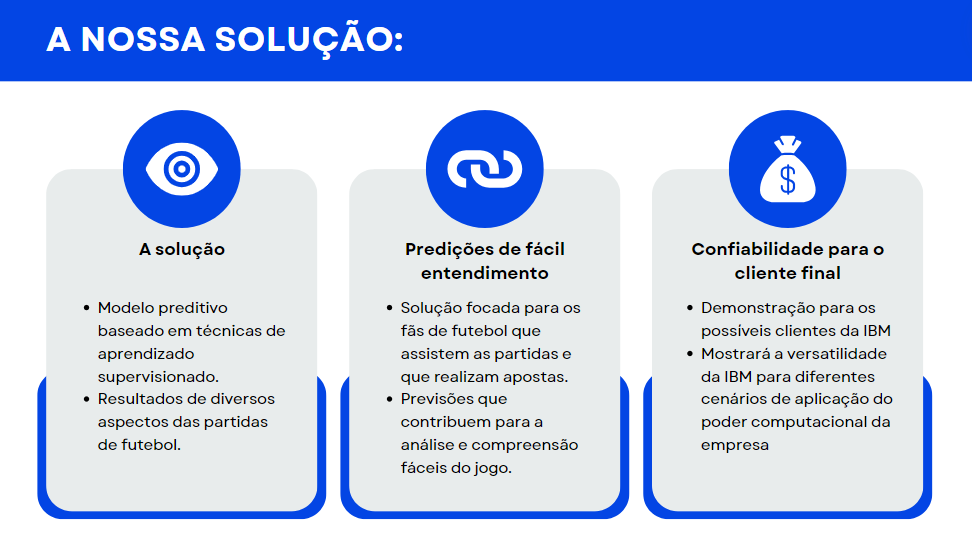 A NOSSA SOLUÇÃO:
$
A solução
• Modelo preditivo
baseado em técnicas de
aprendizado
supervisionado.
• Resultados de diversos
aspectos das partidas
de futebol.
Predições de fácil
entendimento
• Solução focada para os
fãs de futebol que
assistem as partidas e
que realizam apostas.
• Previsões que
contribuem para a
análise e compreensão
fáceis do jogo.
Confiabilidade para o
cliente final
• Demonstração para os
possíveis clientes da IBM
• Mostrará a versatilidade
da IBM para diferentes
cenários de aplicação do
poder computacional da
empresa